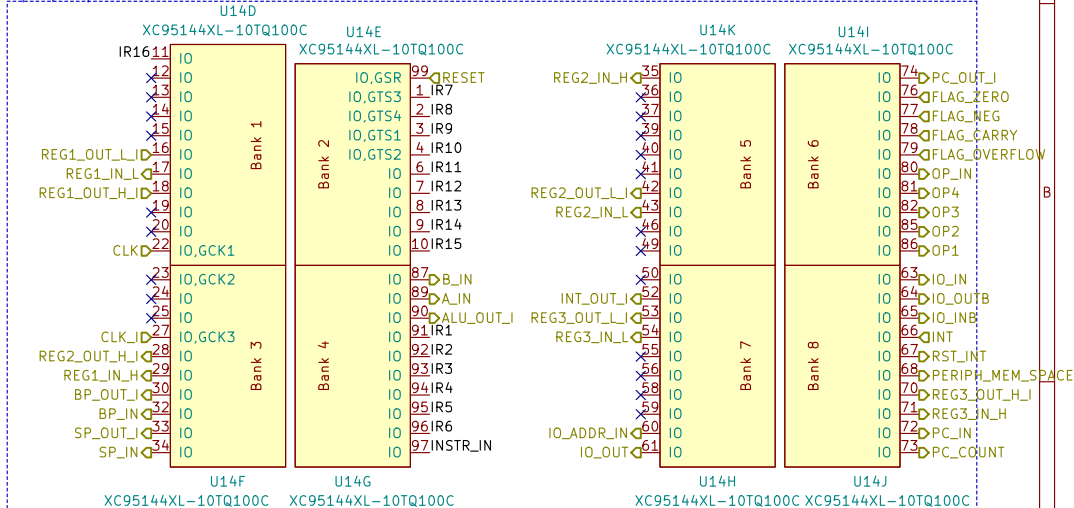 U14D
XC95144XL-10TQ100C
U14E
XC95144XL-10TQ100C
U14K
XC95144XL-10TQ100C
U14I
XC95144XL-10TQ100C
IR16 11 IO
12 IO
13 IO
14 IO
15 IO
REG1_OUT_L_I 16 IO
REG1_IN_L 17 IO
REG1_OUT_H_I 18 IO
19 IO
20 IO
CLK 22 IO,GCK1
Bank 1
IO,GSR 99 RESET
IO,GTS3 1 IR7
IO,GTS4 2 IR8
IO,GTS1 3 IR9
IO,GTS2 4 IR10
IO 6 IR11
IO 7 IR12
IO 8 IR13
IO 9 IR14
IO 10 IR15
Bank 2
REG2_IN_H 35 IO
36 IO
37 IO
39 IO
40 IO
41 IO
REG2_OUT_L_I 42 IO
REG2_IN_L 43 IO
46 IO
49 IO
Bank 5
IO 74 PC_OUT_I
IO 76 FLAG_ZERO
IO 77 FLAG_NEG
IO 78 FLAG_CARRY
IO 79 FLAG_OVERFLOW
IO 80 OP_IN
IO 81 OP4
IO 82 OP3
IO 85 OP2
IO 86 OP1
Bank 6
B
23 IO,GCK2
24 IO
25 IO
CLK_I 27 IO,GCK3
REG2_OUT_H_I 28 IO
REG1_IN_H 29 IO
BP_OUT_I 30 IO
BP_IN 32 IO
SP_OUT_I 33 IO
SP_IN 34 IO
Bank 3
IO 87 B_IN
IO 89 A_IN
IO 90 ALU_OUT_I
IO 91 IR1
IO 92 IR2
IO 93 IR3
IO 94 IR4
IO 95 IR5
IO 96 IR6
IO 97 INSTR_IN
Bank 4
50 IO
INT_OUT_I 52 IO
REG3_OUT_L_I 53 IO
REG3_IN_L 54 IO
55 IO
56 IO
58 IO
59 IO
IO_ADDR_IN 60 IO
IO_OUT 61 IO
Bank 7
IO 63 IO_IN
IO 64 IO_OUTB
IO 65 IO_INB
IO 66 INT
IO 67 RST_INT
IO 68 PERIPH_MEM_SPACE
IO 70 REG3_OUT_H_I
IO 71 REG3_IN_H
IO 72 PC_IN
IO 73 PC_COUNT
Bank 8
U14F
XC95144XL-10TQ100C
U14G
XC95144XL-10TQ100C
U14H
XC95144XL-10TQ100C
U14J
XC95144XL-10TQ100C